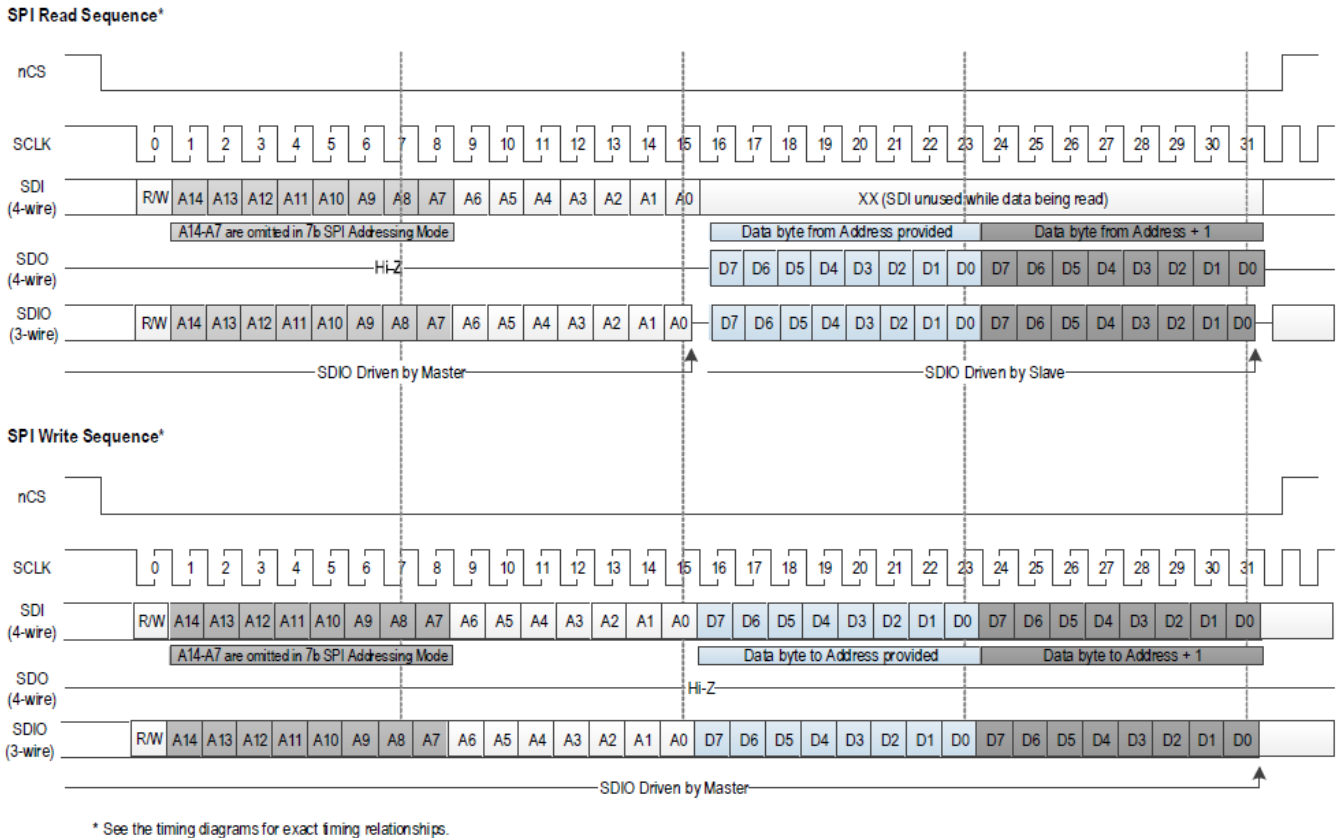 SPI Read Sequence*
nCS
SCLK 0 1 2 3 4 5 6 7 8 9 10 11 12 13 14 15 16 17 18 19 20 21 22 23 24 25 26 27 28 29 30 31
SDI
(4-wire)
R/W A14 A13 A12 A11 A10 A9 A8 A7 A6 A5 A4 A3 A2 A1 A0 XX (SDI unused while data being read)
A14-A7 are omitted in 7b SPI Addressing Mode Data byte from Address provided Data byte from Address + 1
SDO
(4-wire)
Hi-Z D7 D6 D5 D4 D3 D2 D1 D0 D7 D6 D5 D4 D3 D2 D1 D0
SDIO
(3-wire)
R/W A14 A13 A12 A11 A10 A9 A8 A7 A6 A5 A4 A3 A2 A1 A0 D7 D6 D5 D4 D3 D2 D1 D0 D7 D6 D5 D4 D3 D2 D1 D0
SDIO Driven by Master SDIO Driven by Slave
SPI Write Sequence*
nCS
SCLK 0 1 2 3 4 5 6 7 8 9 10 11 12 13 14 15 16 17 18 19 20 21 22 23 24 25 26 27 28 29 30 31
SDI
(4-wire)
R/W A14 A13 A12 A11 A10 A9 A8 A7 A6 A5 A4 A3 A2 A1 A0 D7 D6 D5 D4 D3 D2 D1 D0 D7 D6 D5 D4 D3 D2 D1 D0
A14-A7 are omitted in 7b SPI Addressing Mode Data byte to Address provided Data byte to Address + 1
SDO
(4-wire)
Hi-Z
SDIO
(3-wire)
R/W A14 A13 A12 A11 A10 A9 A8 A7 A6 A5 A4 A3 A2 A1 A0 D7 D6 D5 D4 D3 D2 D1 D0 D7 D6 D5 D4 D3 D2 D1 D0
SDIO Driven by Master
* See the timing diagrams for exact timing relationships.